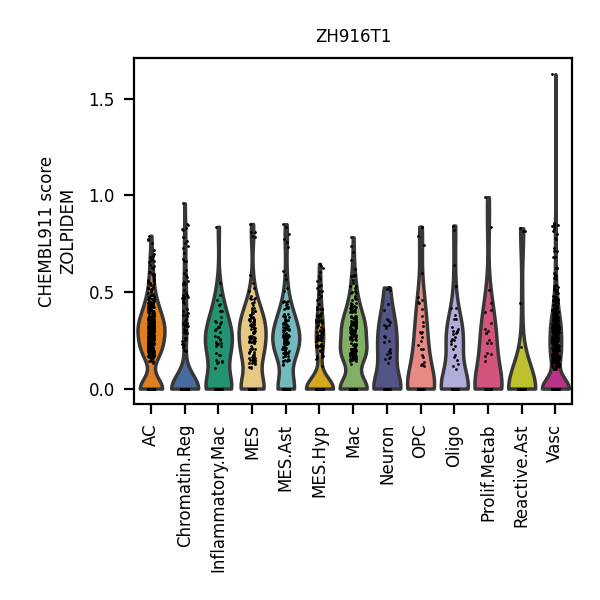 ZH916T1
CHEMBL911 score
ZOLPIDEM
1.5
1.0
0.5
0.0
AC
Chromatin.Reg
Inflammatory.Mac
MES
MES.Ast
MES.Hyp
Mac
Neuron
OPC
Oligo
Prolif.Metab
Reactive.Ast
Vasc